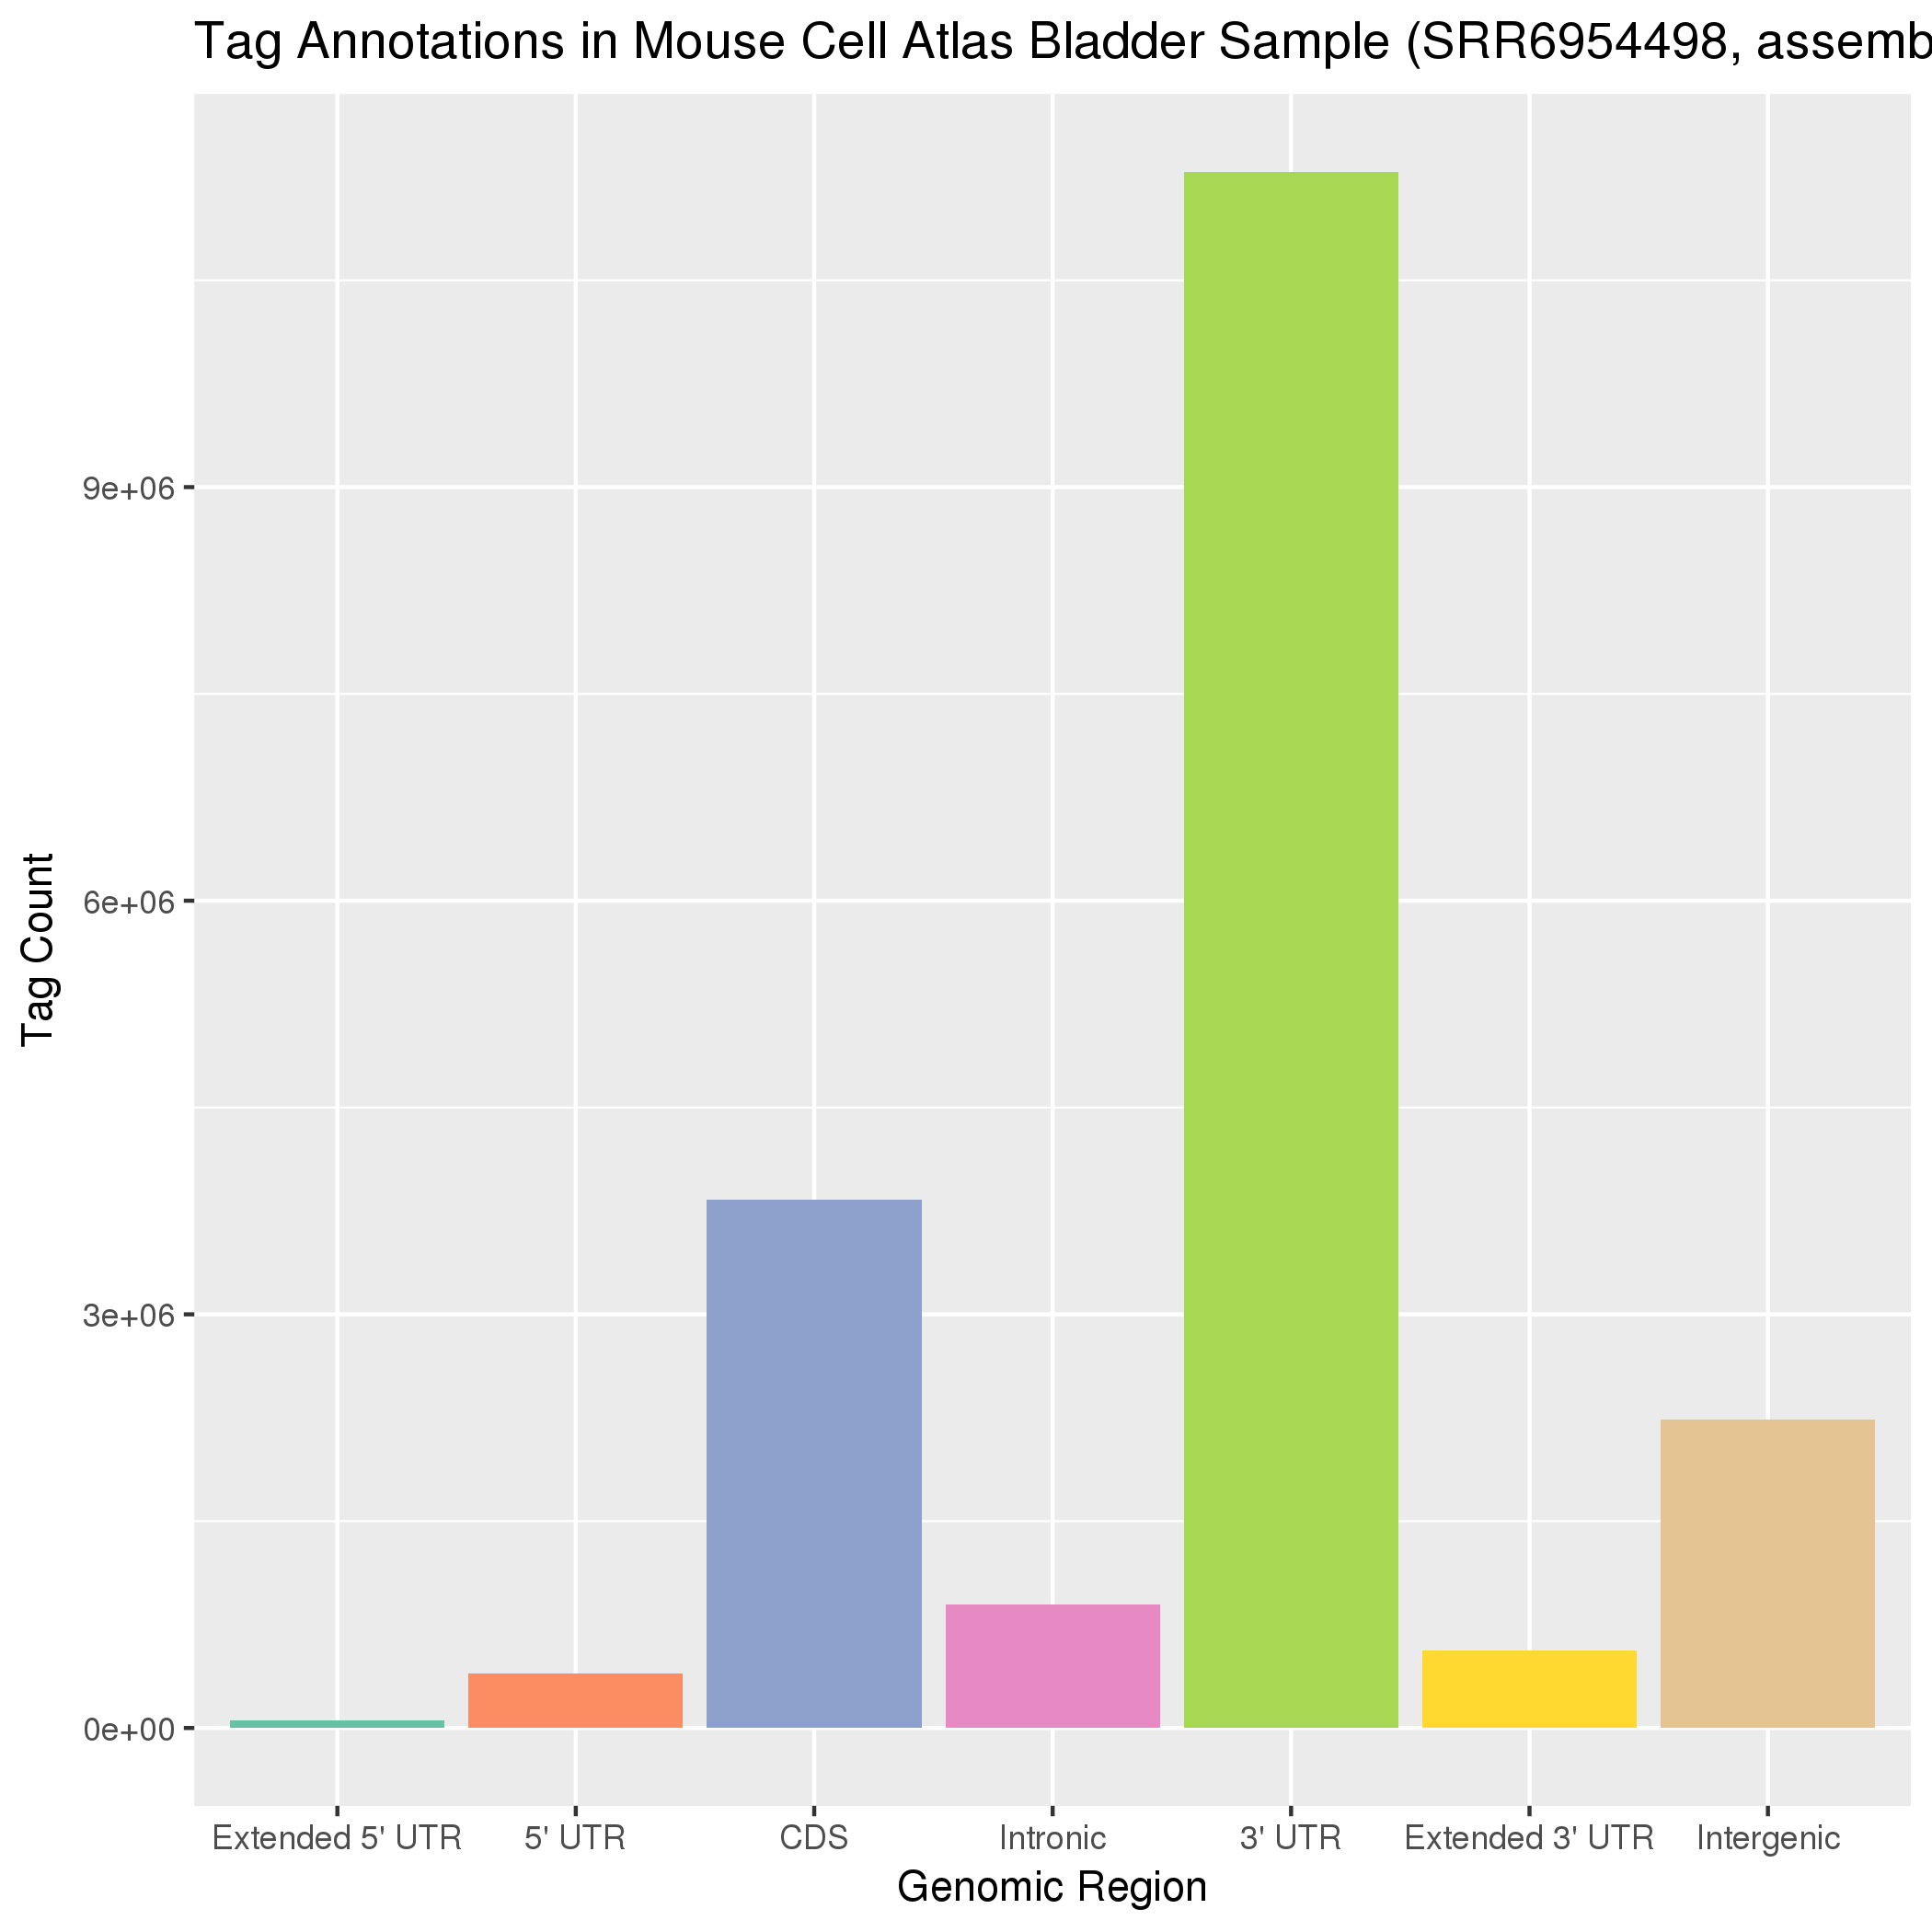 Tag Annotations in Mouse Cell Atlas Bladder Sample (SRR6954498, assemb
Tag Count
9e+06
6e+06
3e+06
0e+00
Extended 5' UTR
5' UTR
CDS
Intronic
3' UTR
Extended 3' UTR
Intergenic
Genomic Region